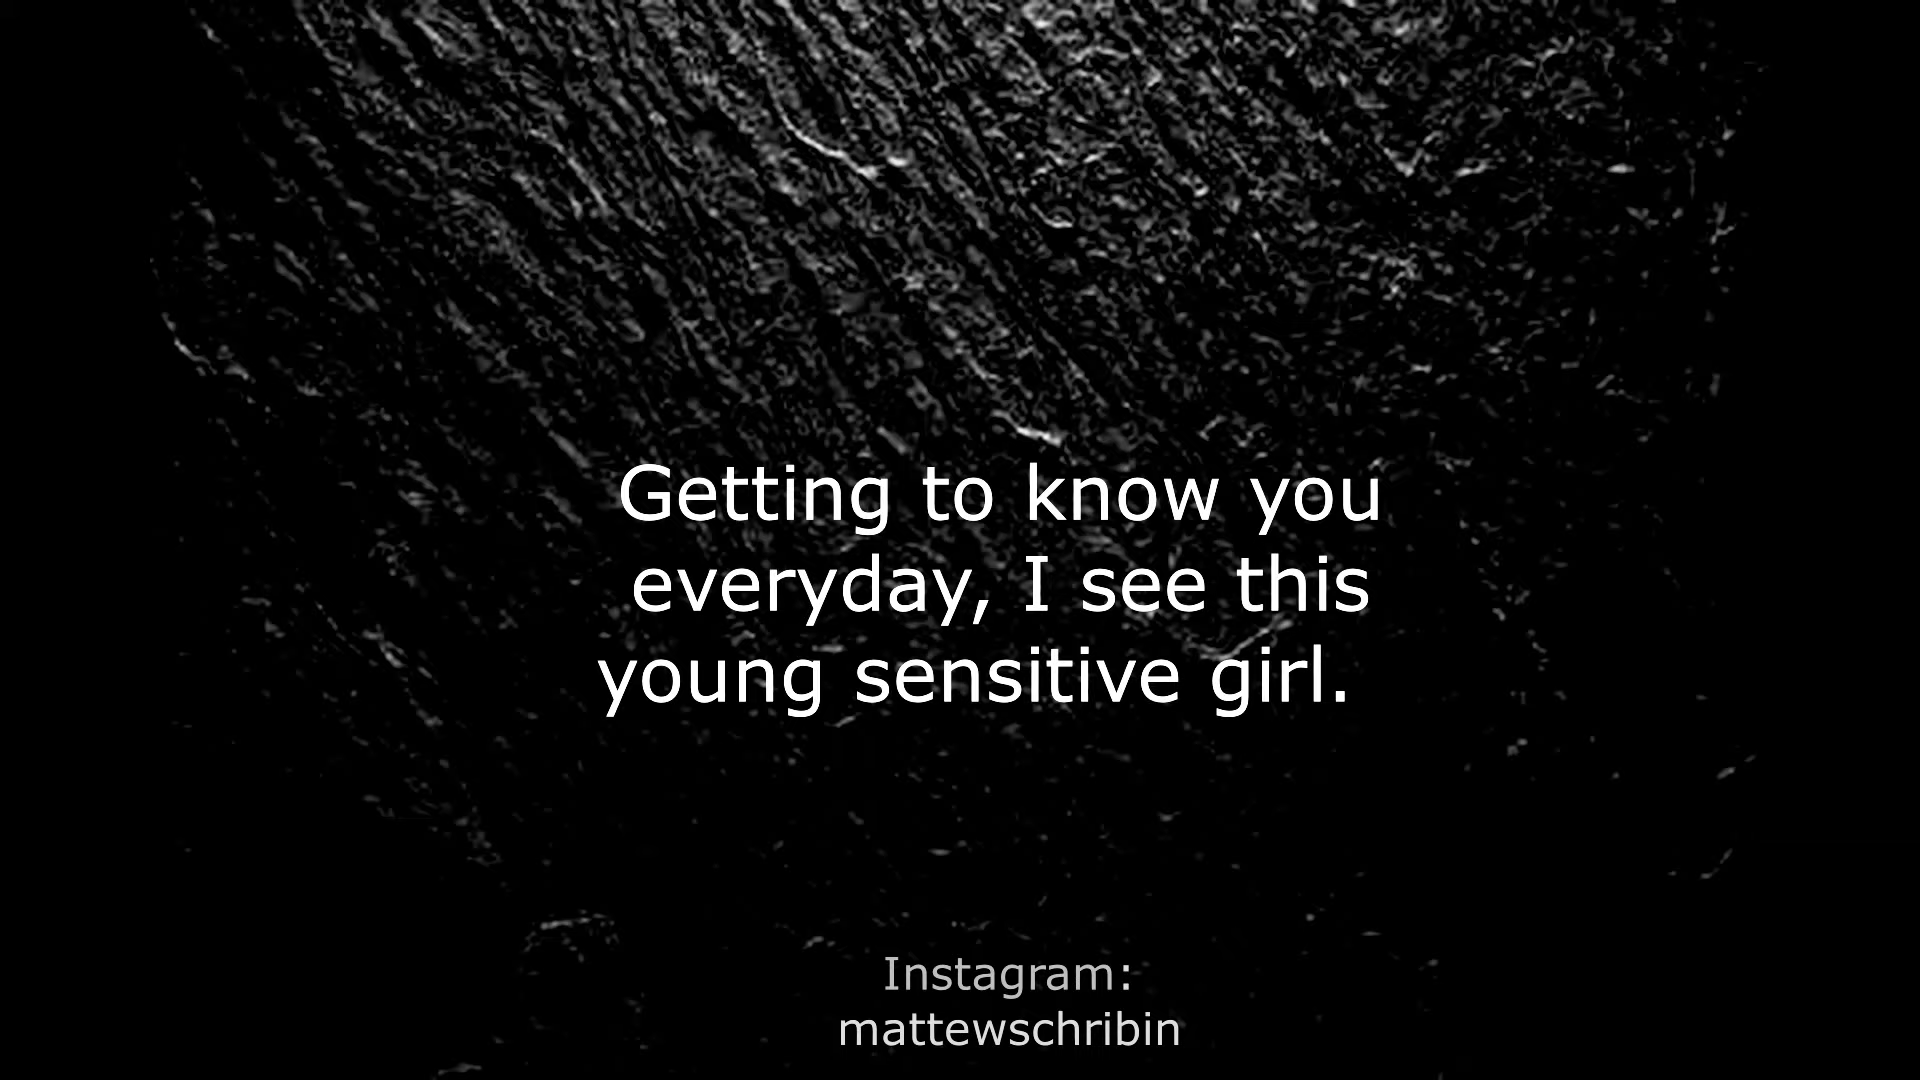 Getting to know you
everyday, I see this
young sensitive girl.
Instagram:
mattewschribin